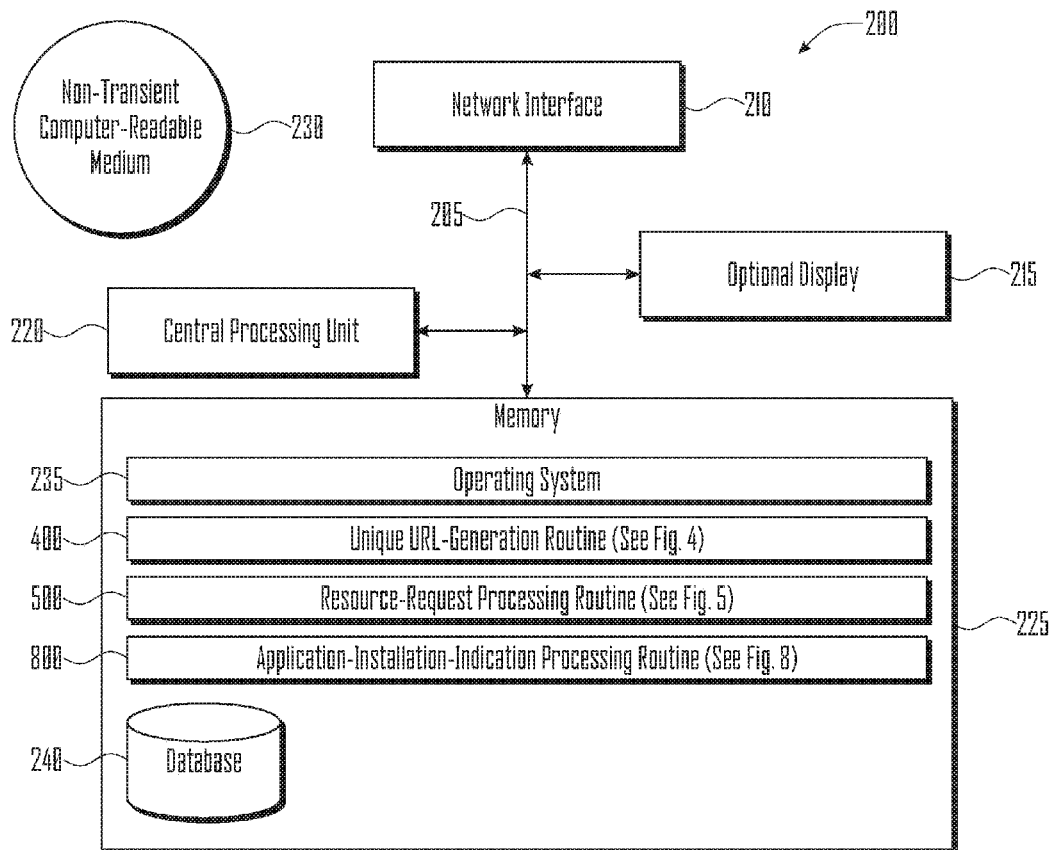 200
Non-Transient
Computer-Readable
Medium
230
Network Interface
210
205
Optional Display
215
220
Central Processing Unit
Memory
235
Operating System
400
Unique URL-Generation Routine (See Fig. 4)
500
Resource-Request Processing Routine (See Fig. 5)
225
800
Application-Installation-Indication Processing Routine (See Fig. 8)
240
Database